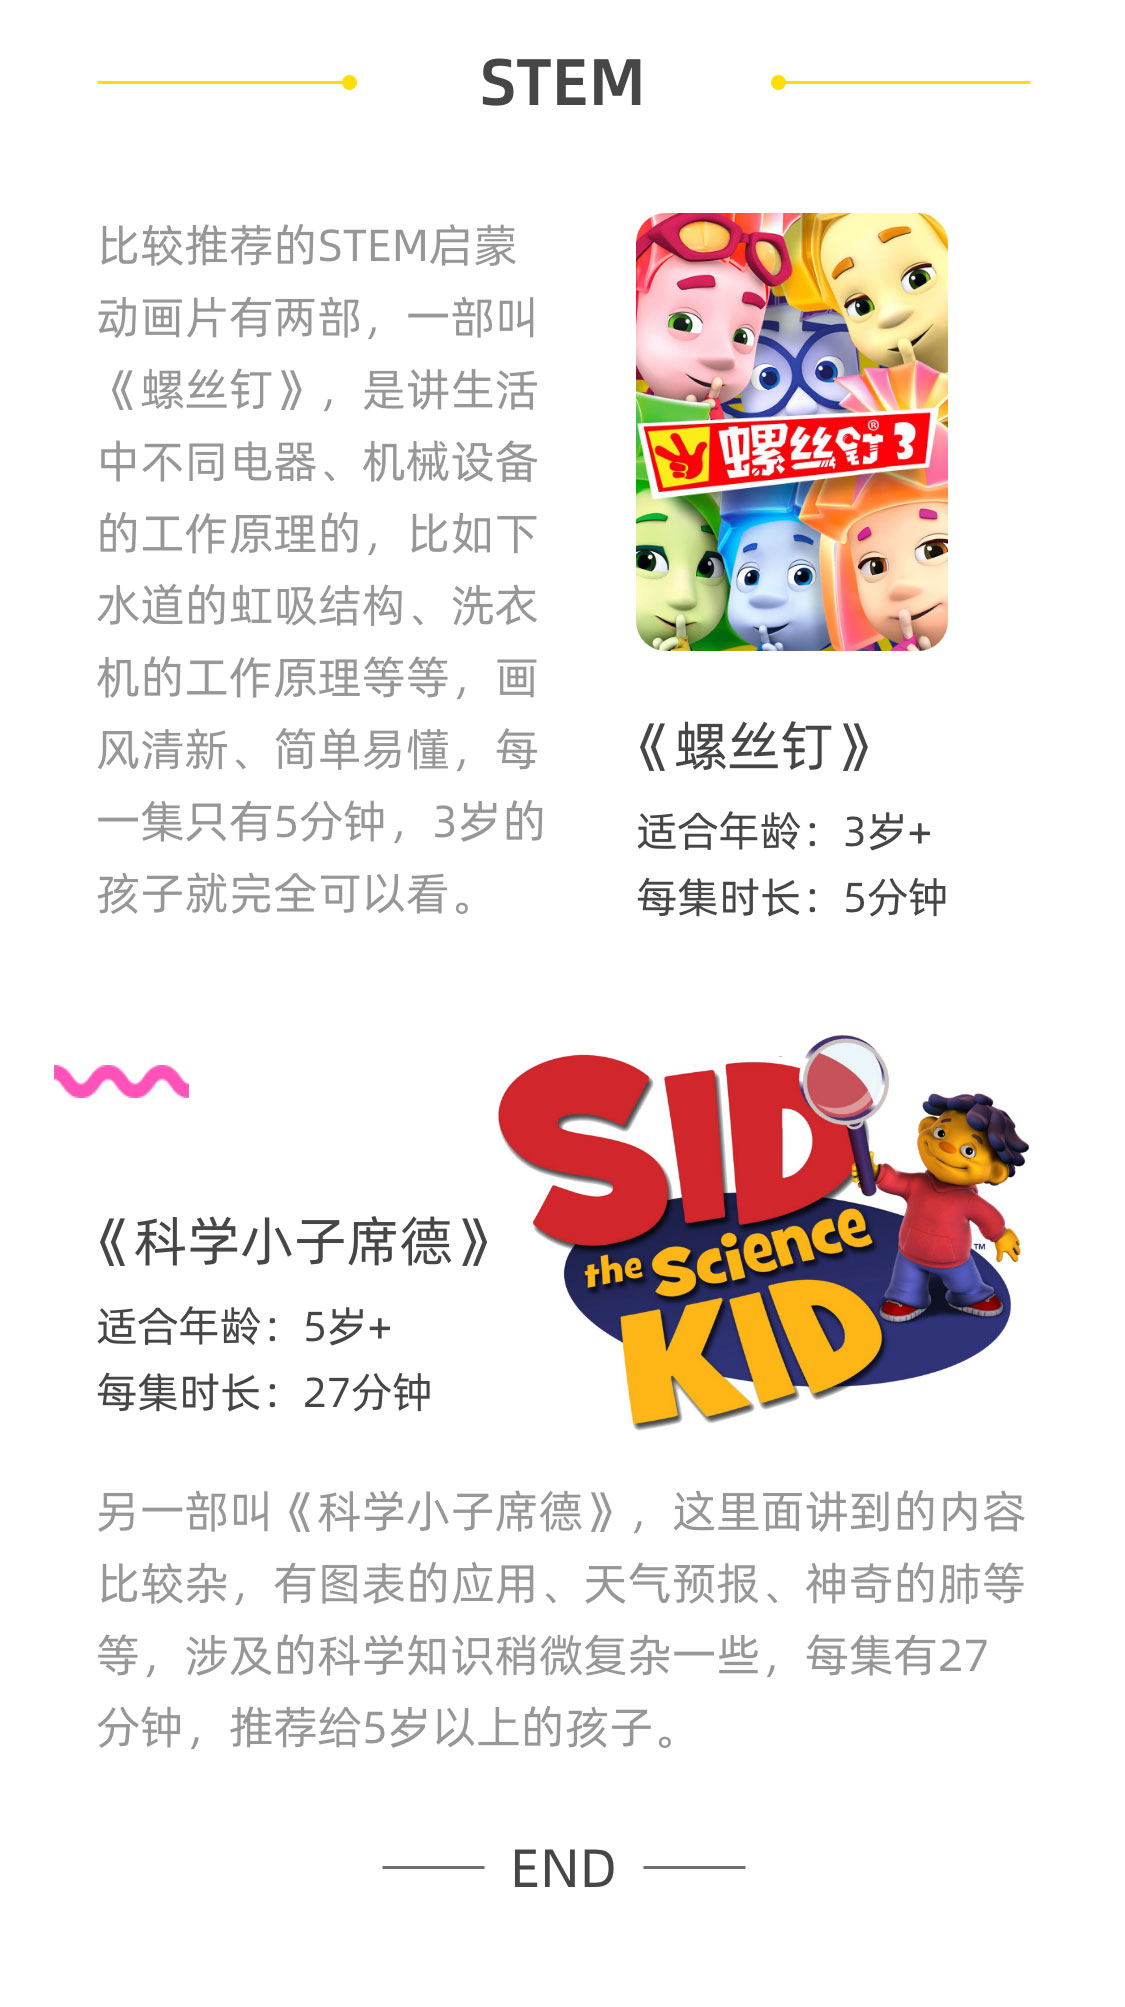 STEM
比较推荐的STEM启蒙
动画片有两部，一部叫
《螺丝钉》，是讲生活
中不同电器、机械设备
的工作原理的，比如下
水道的虹吸结构、洗衣
机的工作原理等等，画
风清新、简单易懂，每
一集只有5分钟，3岁的
孩子就完全可以看。
螺丝钉3
®
《螺丝钉》
适合年龄：3岁+
每集时长：5分钟
SID
the Science
KID
™
《科学小子席德》
适合年龄：5岁+
每集时长：27分钟
另一部叫《科学小子席德》，这里面讲到的内容
比较杂，有图表的应用、天气预报、神奇的肺等
等，涉及的科学知识稍微复杂一些，每集有27
分钟，推荐给5岁以上的孩子。
END